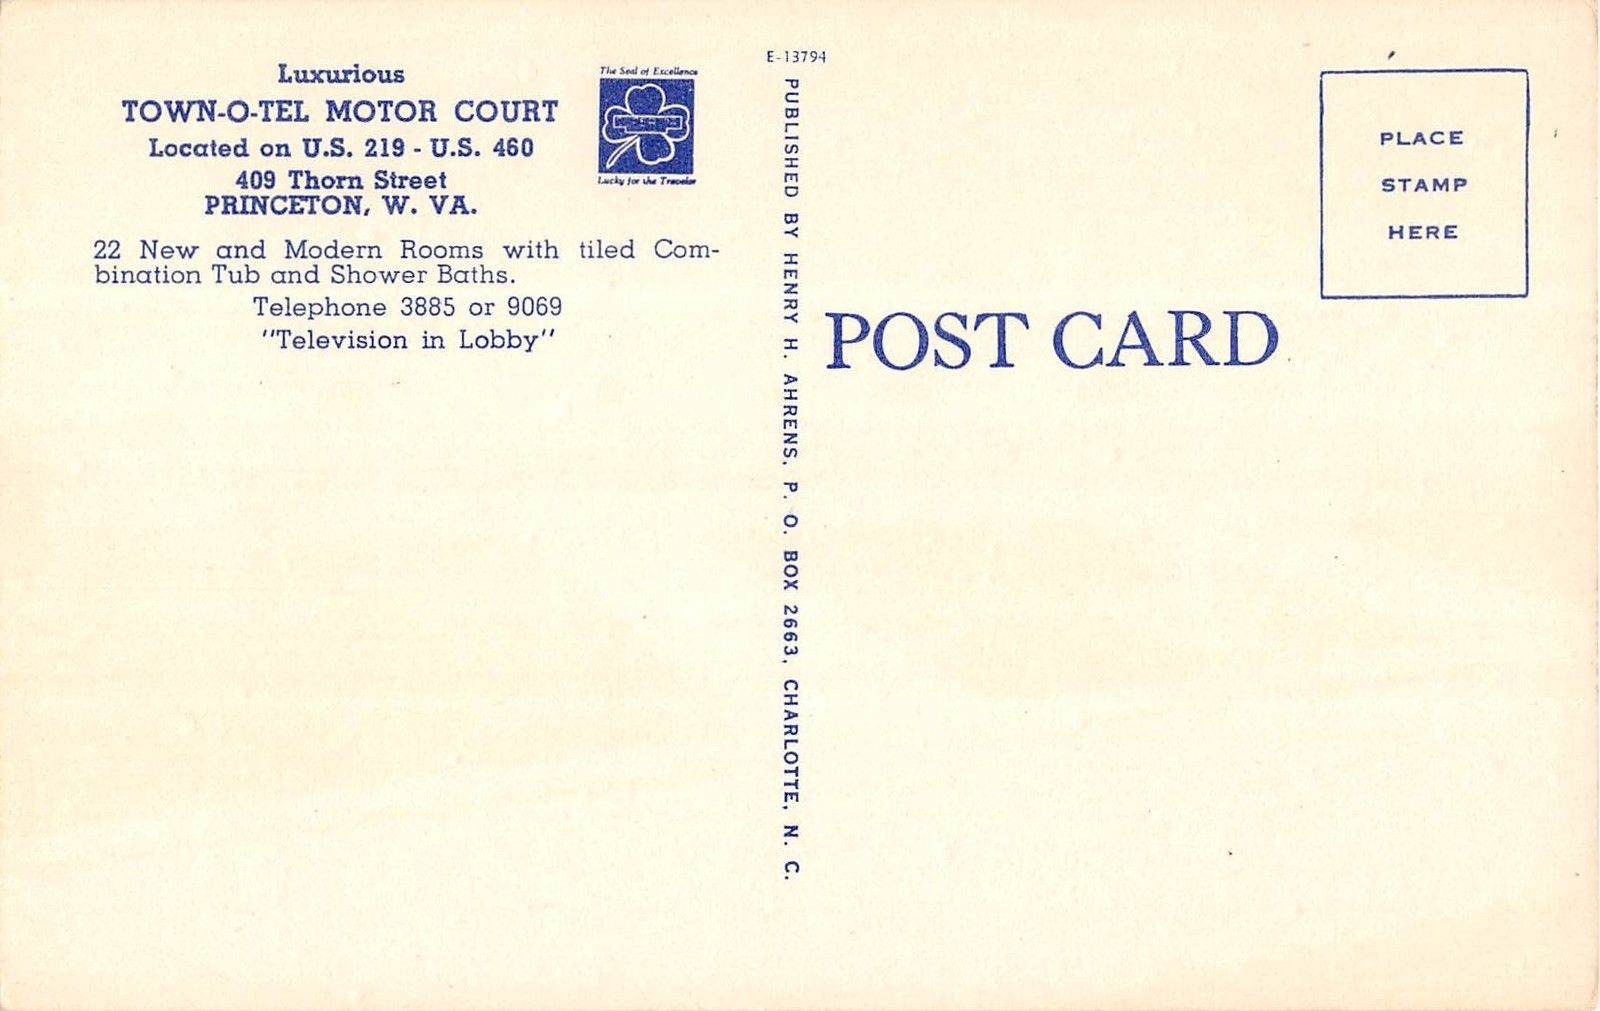 Luxurious
TOWN-O-TEL MOTOR COURT
Located on U.S. 219 - U.S. 460
409 Thorn Street
PRINCETON, W. VA.
22 New and Modern Rooms with tiled Com-
bination Tub and Shower Baths.
Telephone 3885 or 9069
"Television in Lobby"
The Seal of Excellence
Lucky for the Traveler
E-13794
PUBLISHED BY HENRY H. AHRENS, P. O. BOX 2663, CHARLOTTE, N. C.
POST CARD
PLACE
STAMP
HERE